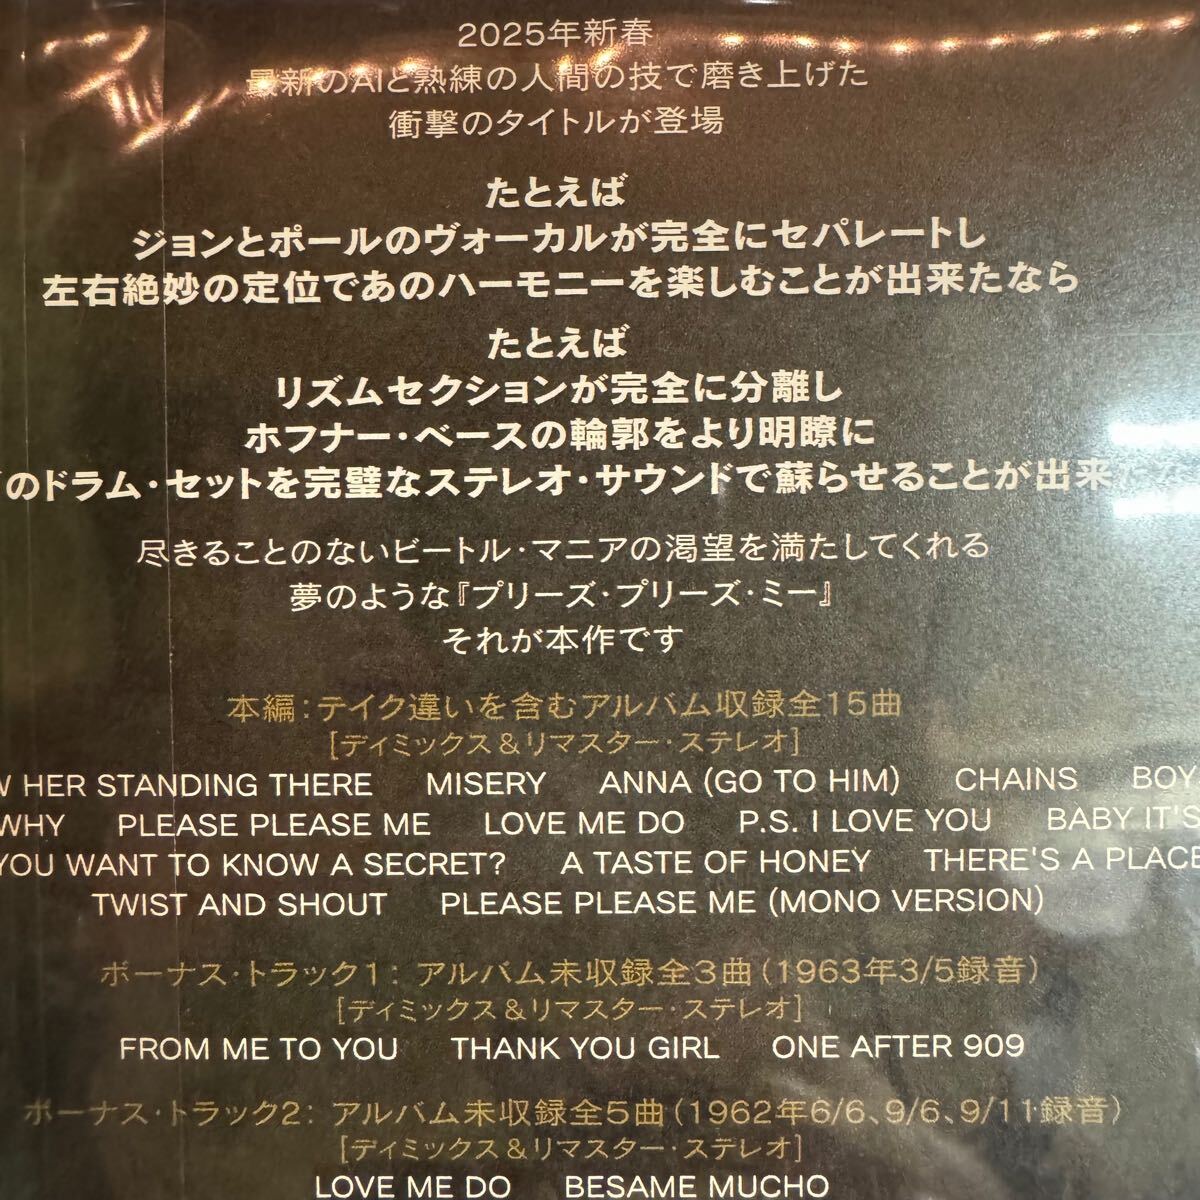 2025年新春
最新のAIと熟練の人間の技で磨き上げた
衝撃のタイトルが登場
たとえば
ジョンとポールのヴォーカルが完全にセパレートし
左右絶妙の定位であのハーモニーを楽しむことが出来たなら
たとえば
リズムセクションが完全に分離し
ホフナー・ベースの輪郭をより明瞭に
のドラム・セットを完璧なステレオ・サウンドで蘇らせることが出来
尽きることのないビートル・マニアの渇望を満たしてくれる
夢のような『プリーズ・プリーズ・ミー』
それが本作です
本編：テイク違いを含むアルバム収録全15曲
[ディミックス＆リマスター・ステレオ]
HER STANDING THERE MISERY ANNA (GO TO HIM) CHAINS BOY
WHY PLEASE PLEASE ME LOVE ME DO P.S. I LOVE YOU BABY IT'S
YOU WANT TO KNOW A SECRET? A TASTE OF HONEY THERE'S A PLACE
TWIST AND SHOUT PLEASE PLEASE ME (MONO VERSION)
ボーナス・トラック1：アルバム未収録全3曲（1963年3/5録音）
[ディミックス＆リマスター・ステレオ]
FROM ME TO YOU THANK YOU GIRL ONE AFTER 909
ボーナス・トラック2：アルバム未収録全5曲（1962年6/6、9/6、9/11録音）
[ディミックス＆リマスター・ステレオ]
LOVE ME DO BESAME MUCHO